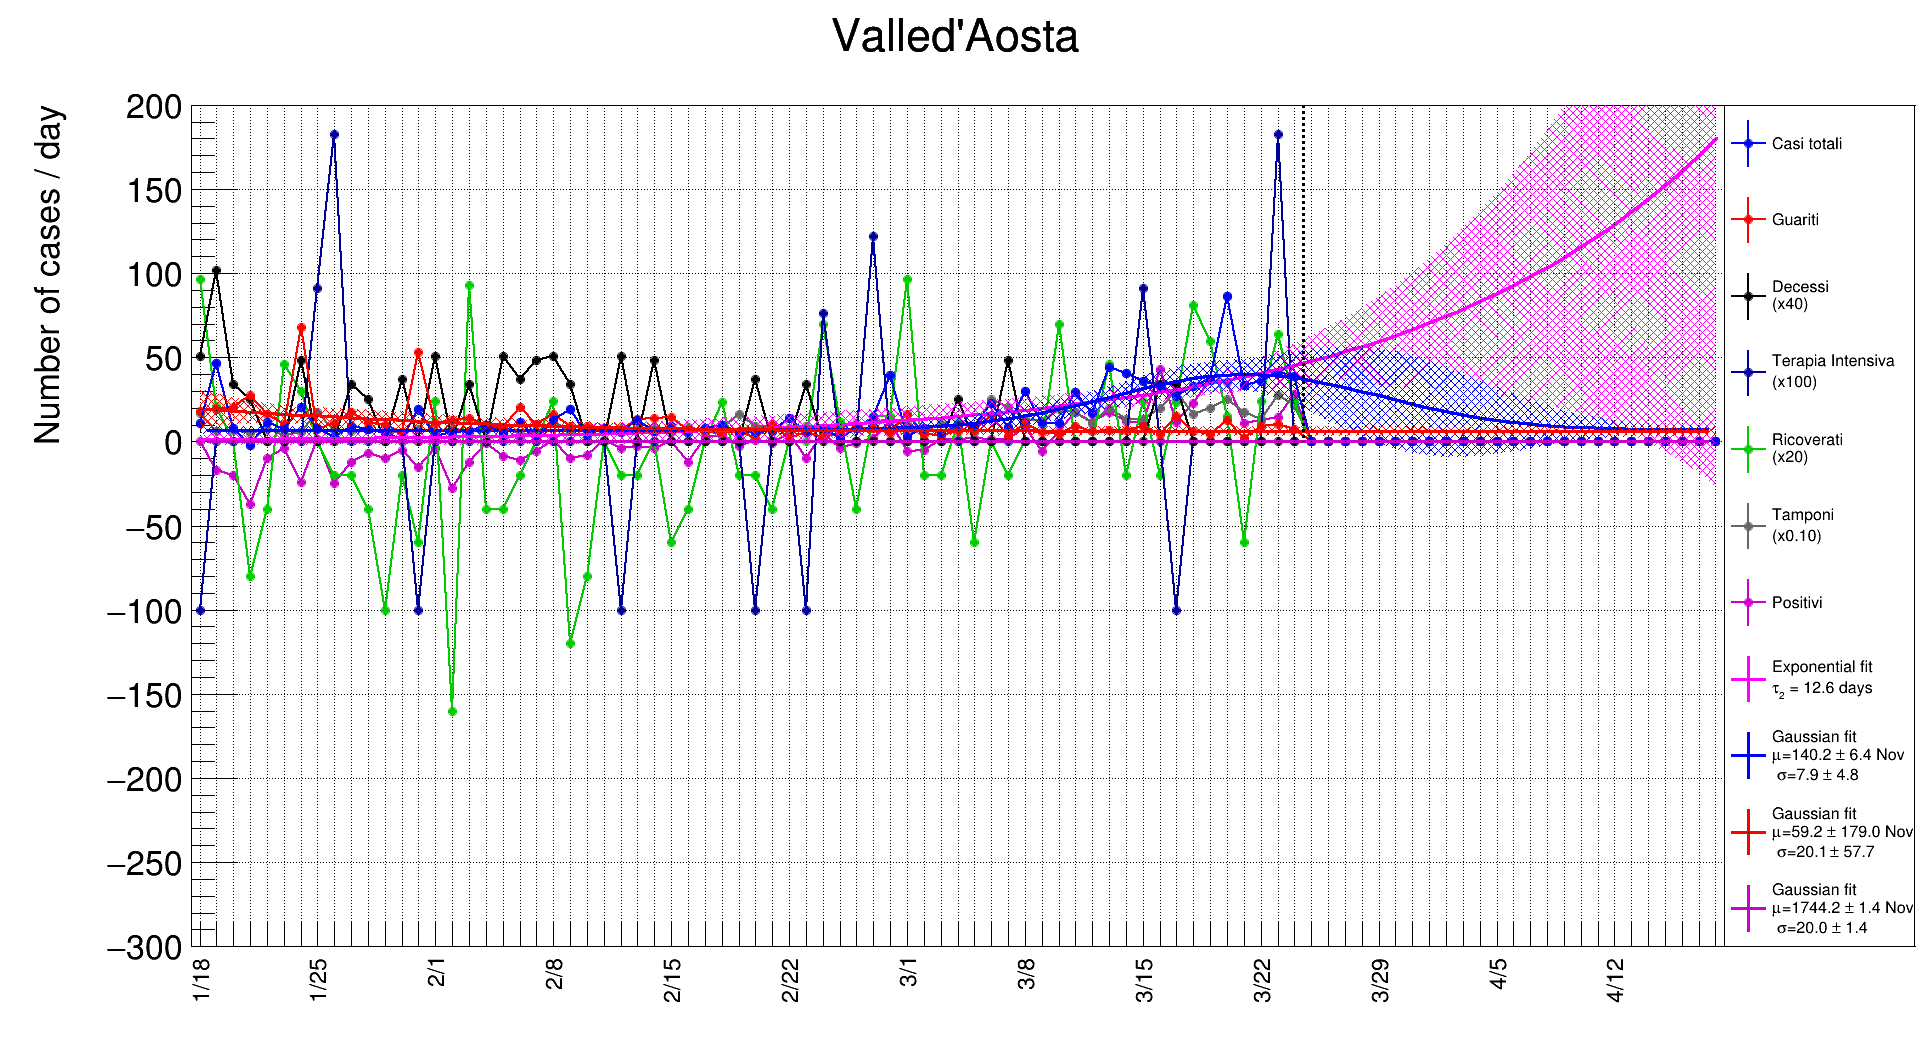 Valled'Aosta
Number of cases / day
200
150
100
50
0
−50
−100
−150
−200
−250
−300
1/18
1/25
2/1
2/8
2/15
2/22
3/1
3/8
3/15
3/22
3/29
4/5
4/12
Casi totali
Guariti
Decessi
(x40)
Terapia Intensiva
(x100)
Ricoverati
(x20)
Tamponi
(x0.10)
Positivi
Exponential fit
τ2 = 12.6 days
Gaussian fit
μ=140.2 ± 6.4 Nov
σ=7.9 ± 4.8
Gaussian fit
μ=59.2 ± 179.0 Nov
σ=20.1 ± 57.7
Gaussian fit
μ=1744.2 ± 1.4 Nov
σ=20.0 ± 1.4